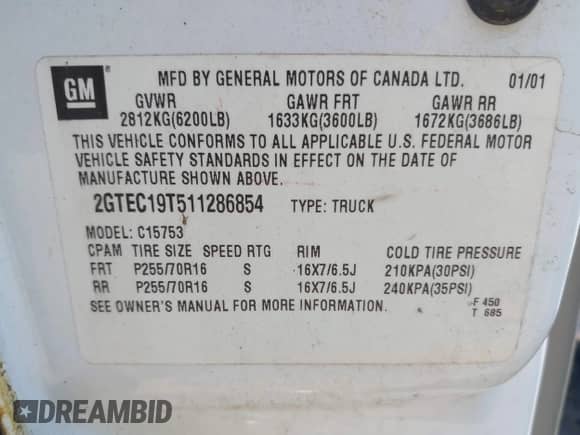 GM ® MFD BY GENERAL MOTORS OF CANADA LTD. 01/01
GVWR GAWR FRT GAWR RR
2812KG(6200LB) 1633KG(3600LB) 1672KG(3686LB)
THIS VEHICLE CONFORMS TO ALL APPLICABLE U.S. FEDERAL MOTOR
VEHICLE SAFETY STANDARDS IN EFFECT ON THE DATE OF
MANUFACTURE SHOWN ABOVE.
2GTEC19T511286854 TYPE: TRUCK
MODEL: C15753
CPAM TIRE SIZE SPEED RTG RIM COLD TIRE PRESSURE
FRT P255/70R16 S 16X7/6.5J 210KPA(30PSI)
RR P255/70R16 S 16X7/6.5J 240KPA(35PSI)
SEE OWNER'S MANUAL FOR MORE INFORMATION. F 450
T 685
DREAMBID